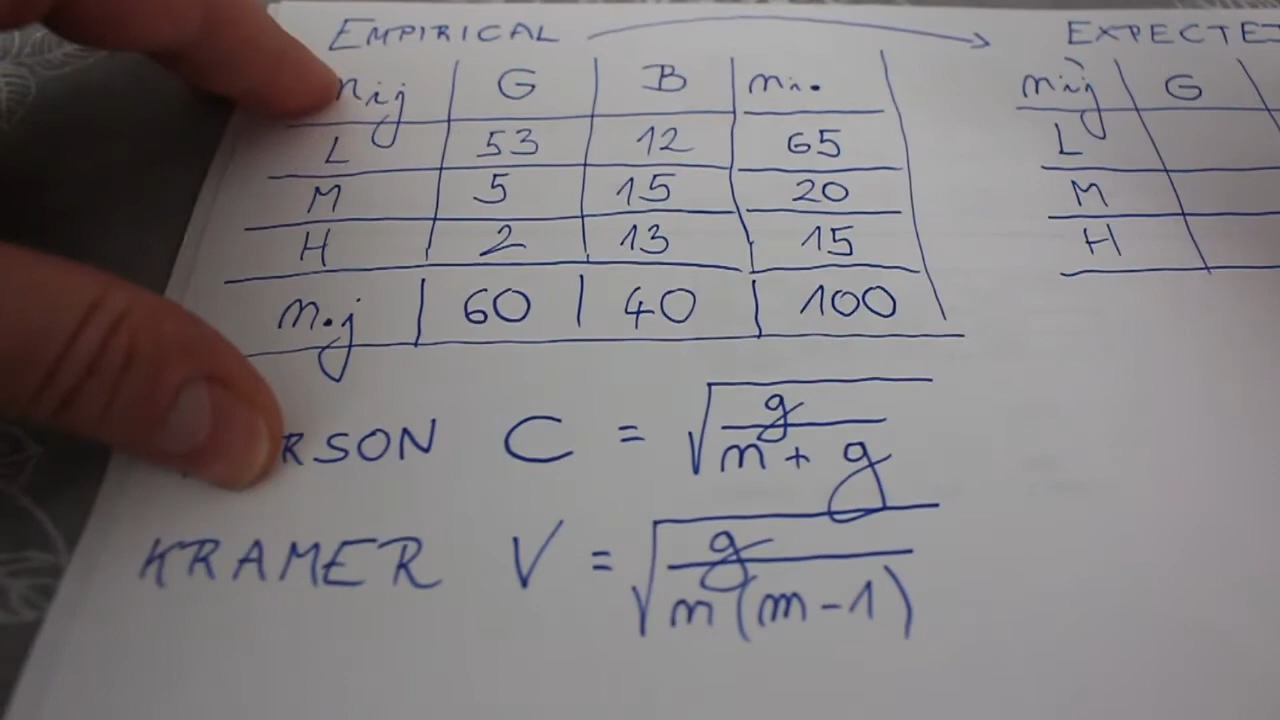 EMPIRICAL → EXPECTED
nij G B ni. nij G
L 53 12 65 L
M 5 15 20 M
H 2 13 15 H
n.j 60 40 100
RSON C = √(g/(n + g))
KRAMER V = √(g/(n(m-1)))